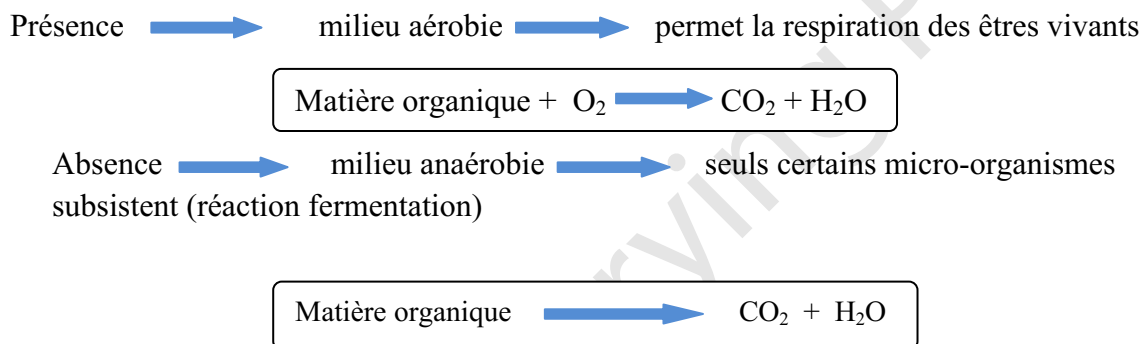 Présence milieu aérobie permet la respiration des êtres vivants
Matière organique + O₂ CO₂ + H₂O
Absence milieu anaérobie seuls certains micro-organismes
subsistent (réaction fermentation)
Matière organique CO₂ + H₂O